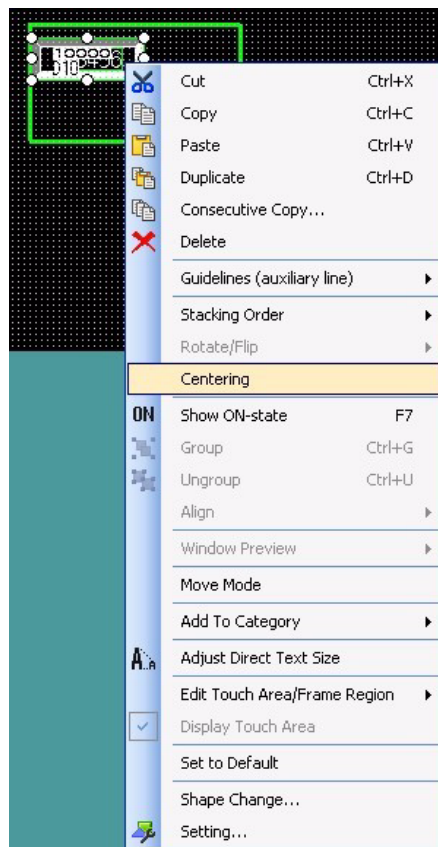 D10
Cut Ctrl+X
Copy Ctrl+C
Paste Ctrl+V
Duplicate Ctrl+D
Consecutive Copy...
Delete
Guidelines (auxiliary line)
Stacking Order
Rotate/Flip
Centering
ON Show ON-state F7
Group Ctrl+G
Ungroup Ctrl+U
Align
Window Preview
Move Mode
Add To Category
Adjust Direct Text Size
Edit Touch Area/Frame Region
Display Touch Area
Set to Default
Shape Change...
Setting...